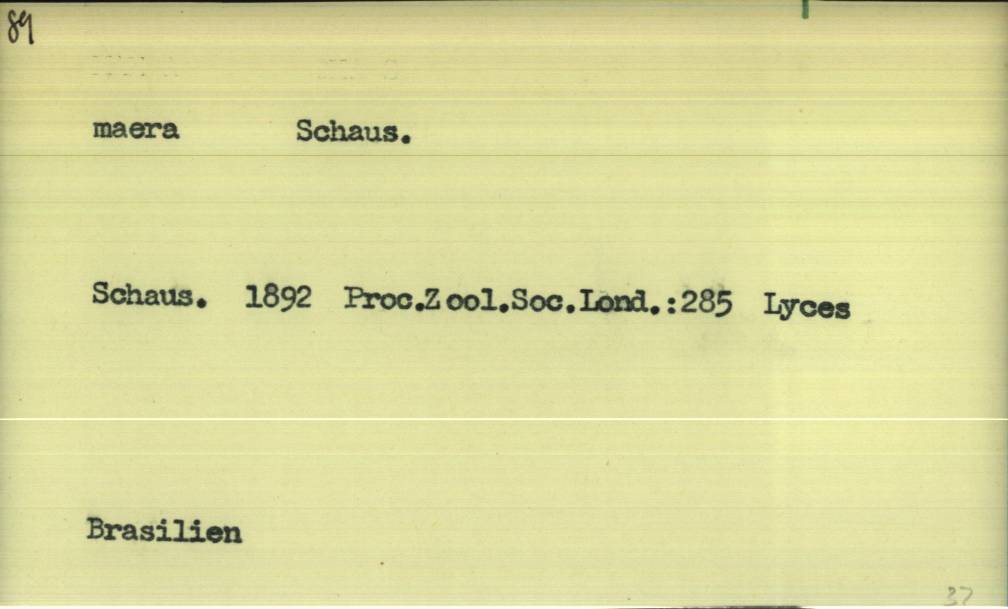 89
maera Schaus.
Schaus. 1892 Proc.Zool.Soc.Lond.:285 Lyces
Brasilien
37